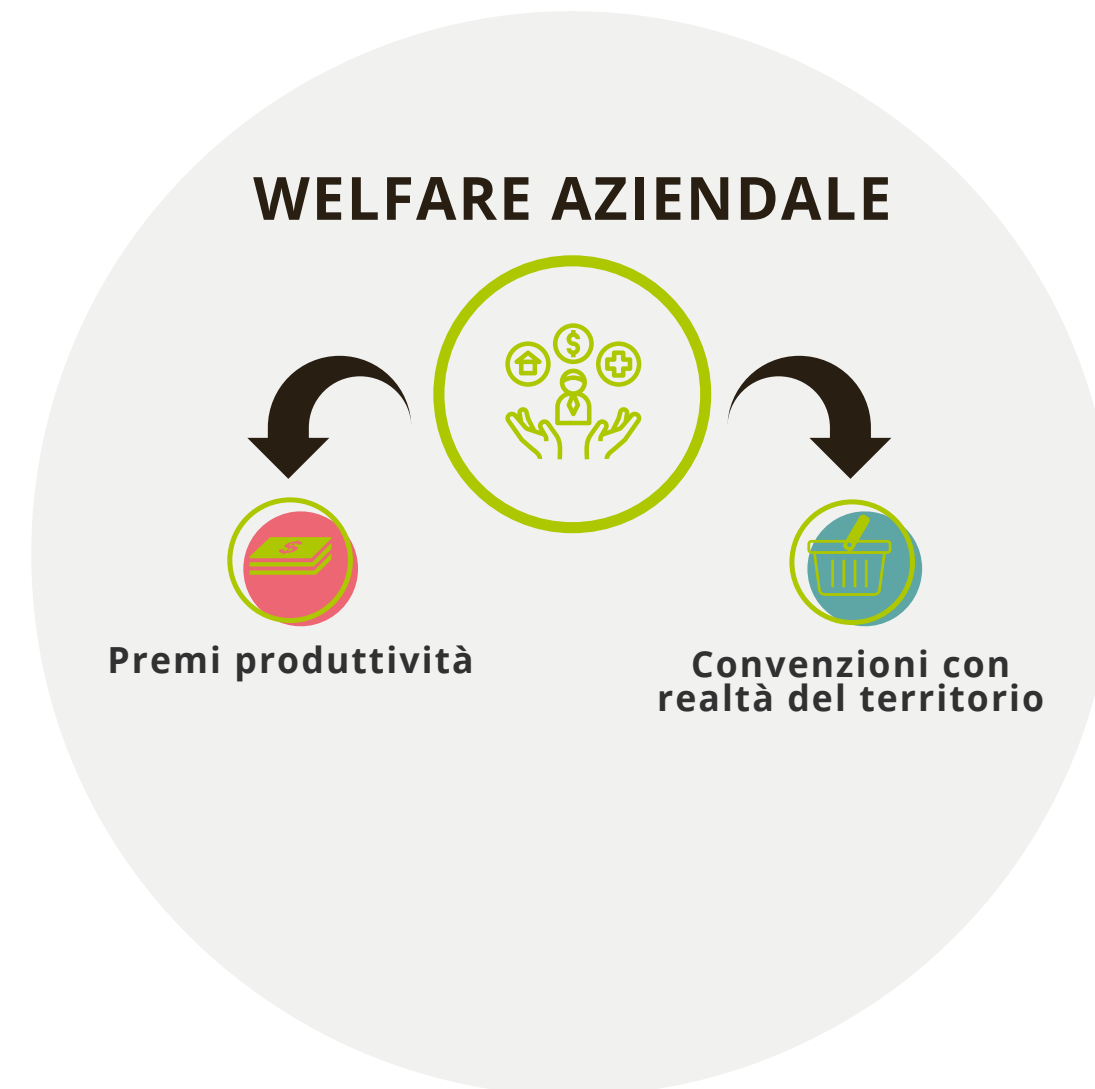 WELFARE AZIENDALE
Premi produttività
Convenzioni con
realtà del territorio